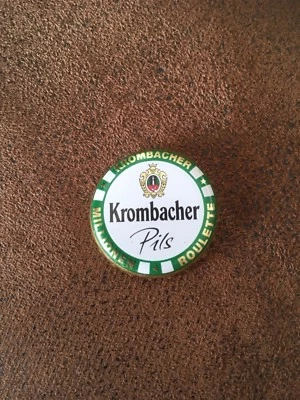 KROMBACHER
Krombacher
Pils
MILLIONEN
ROULETTE